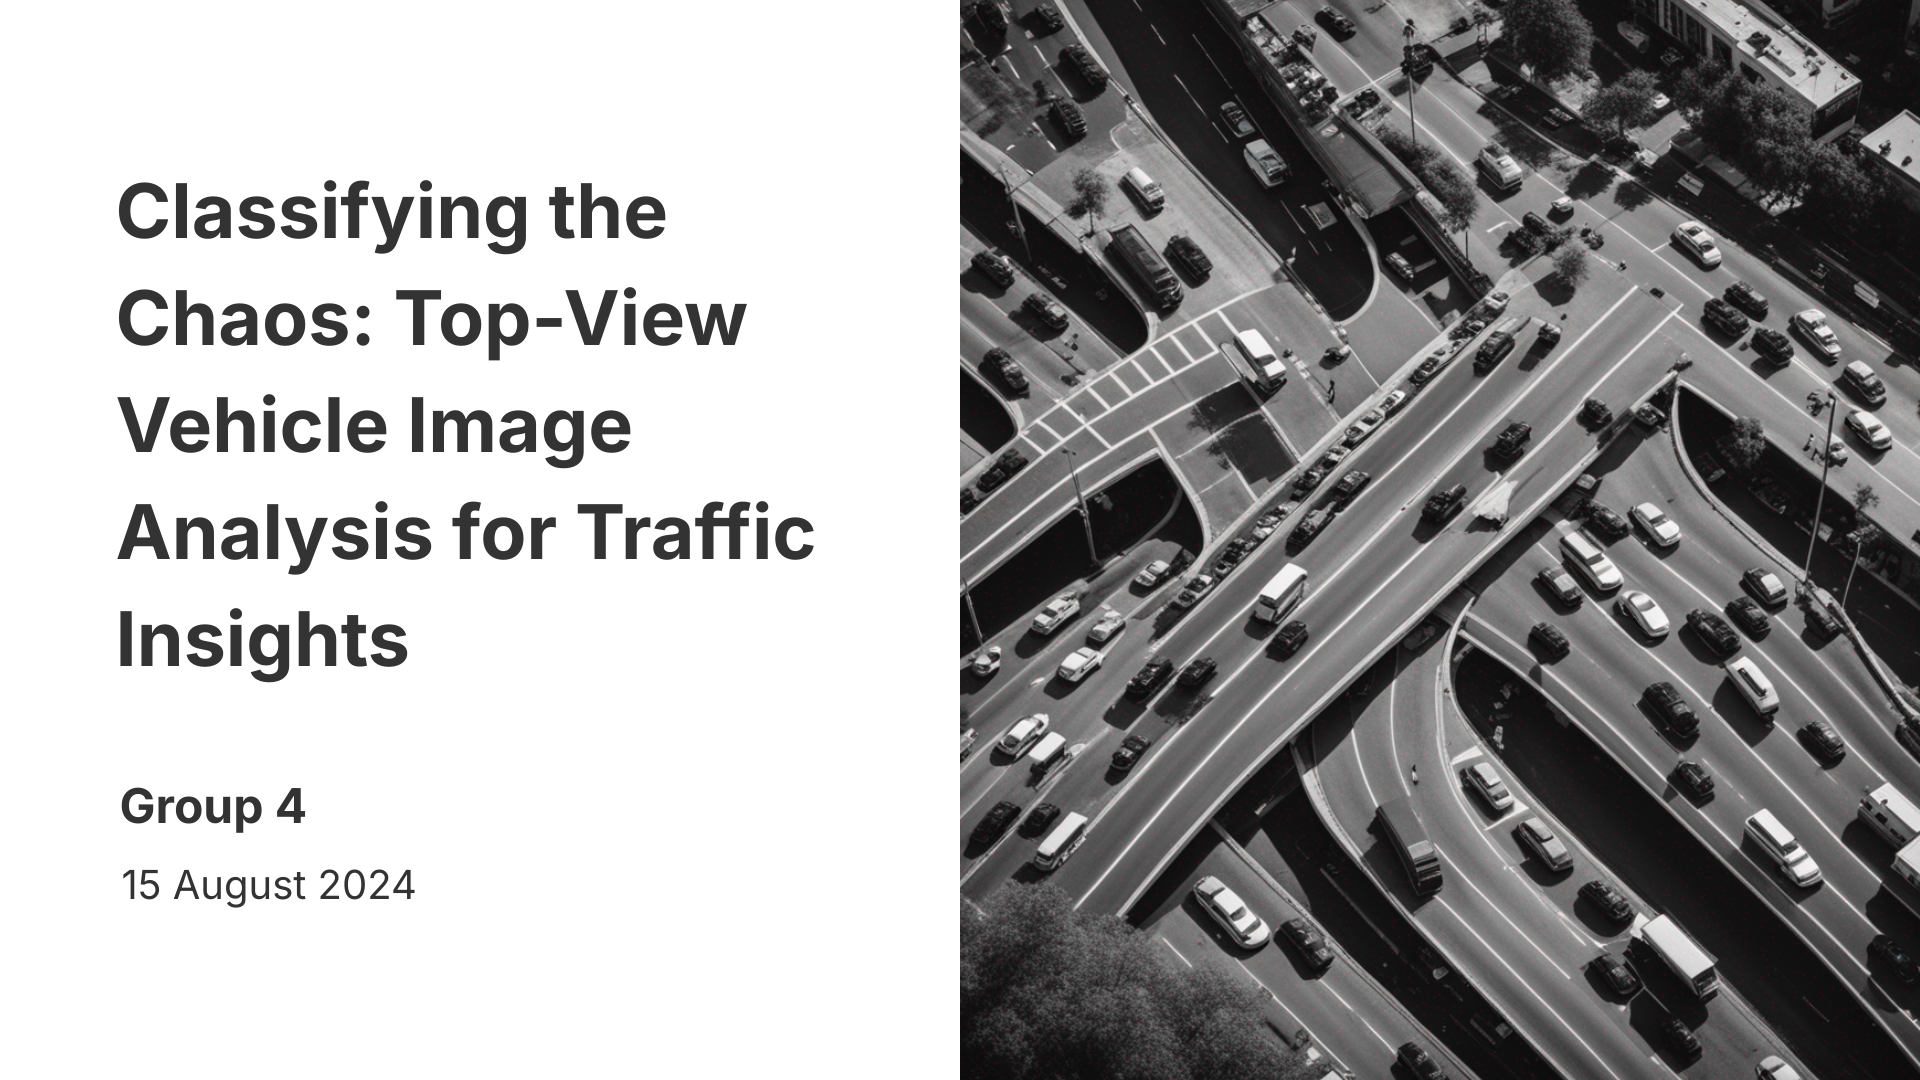 Classifying the
Chaos: Top-View
Vehicle Image
Analysis for Traffic
Insights
Group 4
15 August 2024